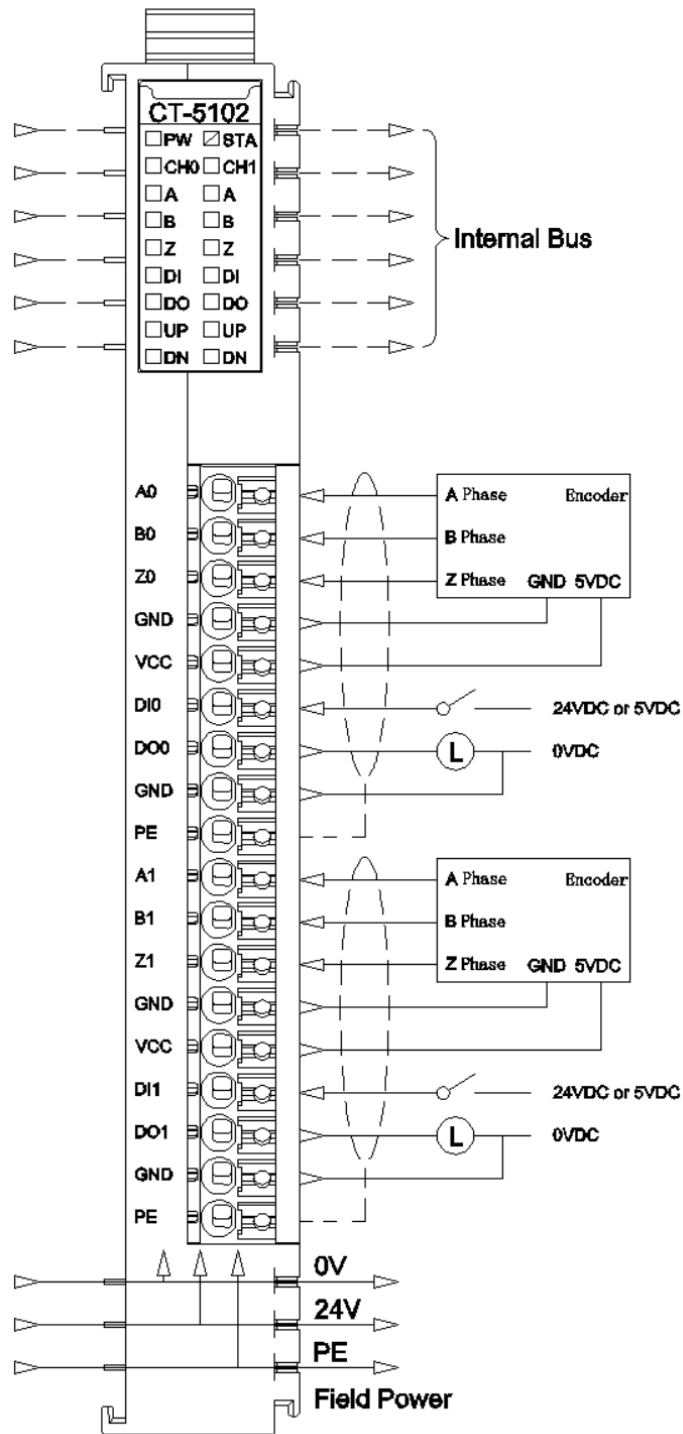 CT-5102
PW STA
CH0 CH1
A A
B B
Z Z
DI DI
DO DO
UP UP
DN DN
Internal Bus
A0 A Phase Encoder
B0 B Phase
Z0 Z Phase GND 5VDC
GND
VCC
DI0 24VDC or 5VDC
DO0 L 0VDC
GND
PE
A1 A Phase Encoder
B1 B Phase
Z1 Z Phase GND 5VDC
GND
VCC
DI1 24VDC or 5VDC
DO1 L 0VDC
GND
PE
0V
24V
PE
Field Power